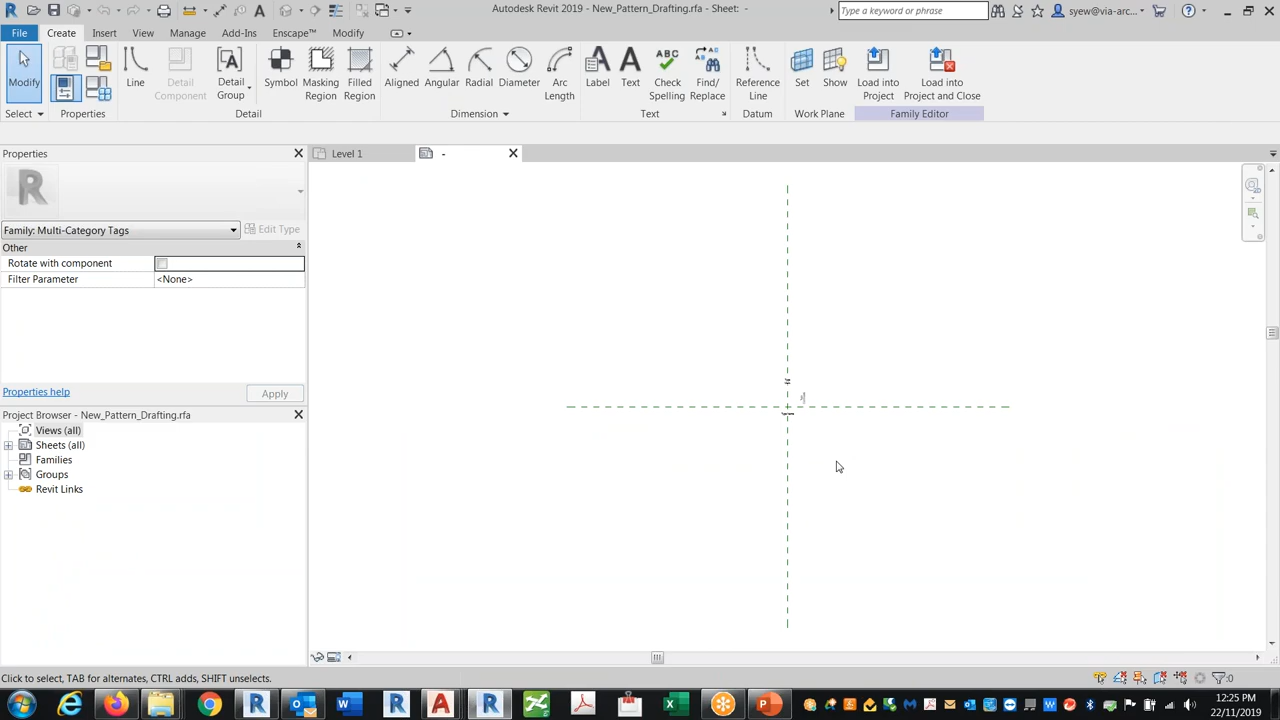 Autodesk Revit 2019 - New_Pattern_Drafting.rfa - Sheet: -
Type a keyword or phrase
syew@via-arc...
File Create Insert View Manage Add-Ins Enscape™ Modify
Modify
Line
Detail Component
Detail Group
Symbol
Masking Region
Filled Region
Aligned
Angular
Radial
Diameter
Arc Length
Label
Text
ABC
Check Spelling
Find/ Replace
Reference Line
Set
Show
Load into Project
Load into Project and Close
Select Properties Detail Dimension Text Datum Work Plane Family Editor
Properties
Level 1
-
Family: Multi-Category Tags
Edit Type
Other
Rotate with component
Filter Parameter <None>
Properties help
Apply
Project Browser - New_Pattern_Drafting.rfa
Views (all)
Sheets (all)
Families
Groups
Revit Links
Click to select, TAB for alternates, CTRL adds, SHIFT unselects.
:0
12:25 PM
22/11/2019